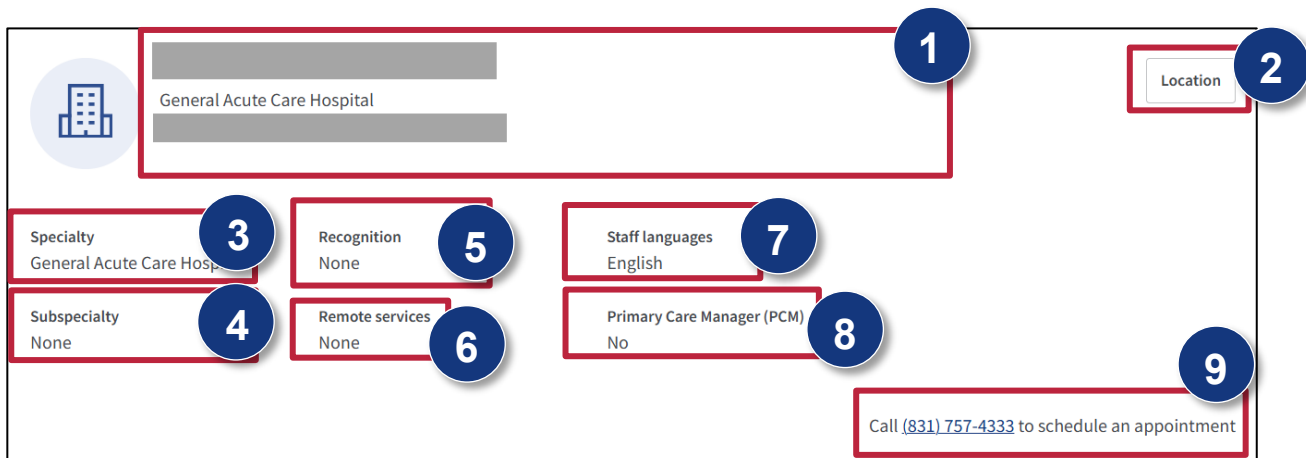 1
General Acute Care Hospital
Location
2
Specialty
General Acute Care Hosp
3
Recognition
None
5
Staff languages
English
7
Subspecialty
None
4
Remote services
None
6
Primary Care Manager (PCM)
No
8
9
Call (831) 757-4333 to schedule an appointment